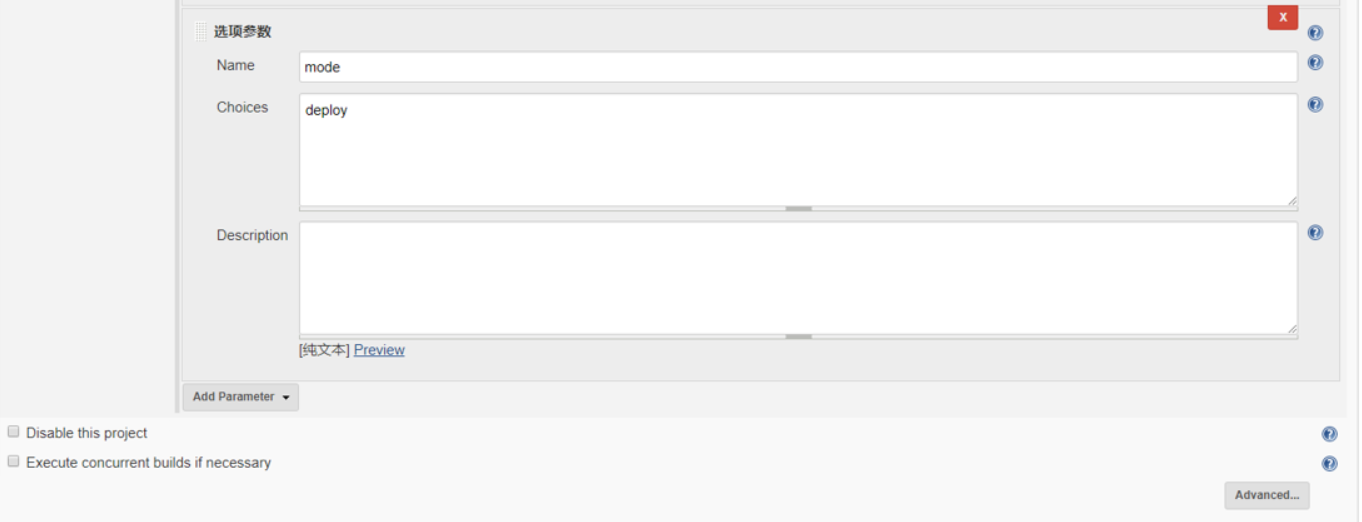 选项参数
X
Name
mode
Choices
deploy
Description
[纯文本] Preview
Add Parameter
Disable this project
Execute concurrent builds if necessary
Advanced...